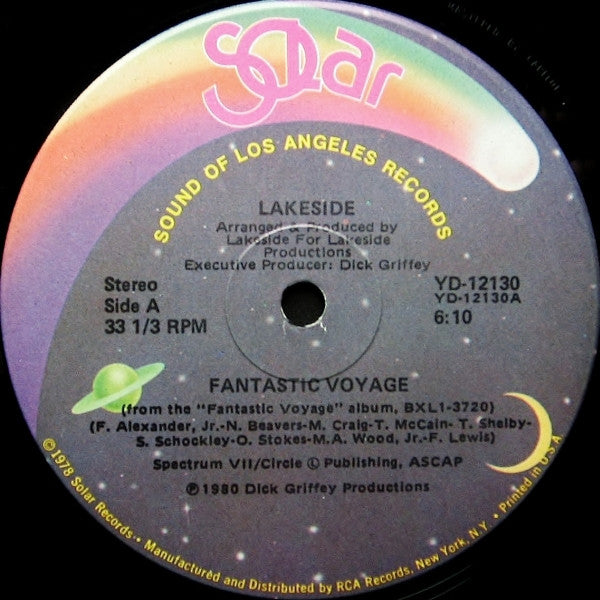 Solar
SOUND OF LOS ANGELES RECORDS
LAKESIDE
Arranged & Produced by
Lakeside For Lakeside
Productions
Executive Producer: Dick Griffey
Stereo
Side A
33 1/3 RPM
YD-12130
YD-12130A
6:10
FANTASTIC VOYAGE
(from the "Fantastic Voyage" album, BXL1-3720)
(F. Alexander, Jr.-N. Beavers-M. Craig-T. McCain-T. Shelby-
S. Schockley-O. Stokes-M.A. Wood, Jr.-F. Lewis)
Spectrum VII/Circle Ⓛ Publishing, ASCAP
℗ 1980 Dick Griffey Productions
© 1978 Solar Records • Manufactured and Distributed by RCA Records, New York, N.Y. • Printed in U.S.A